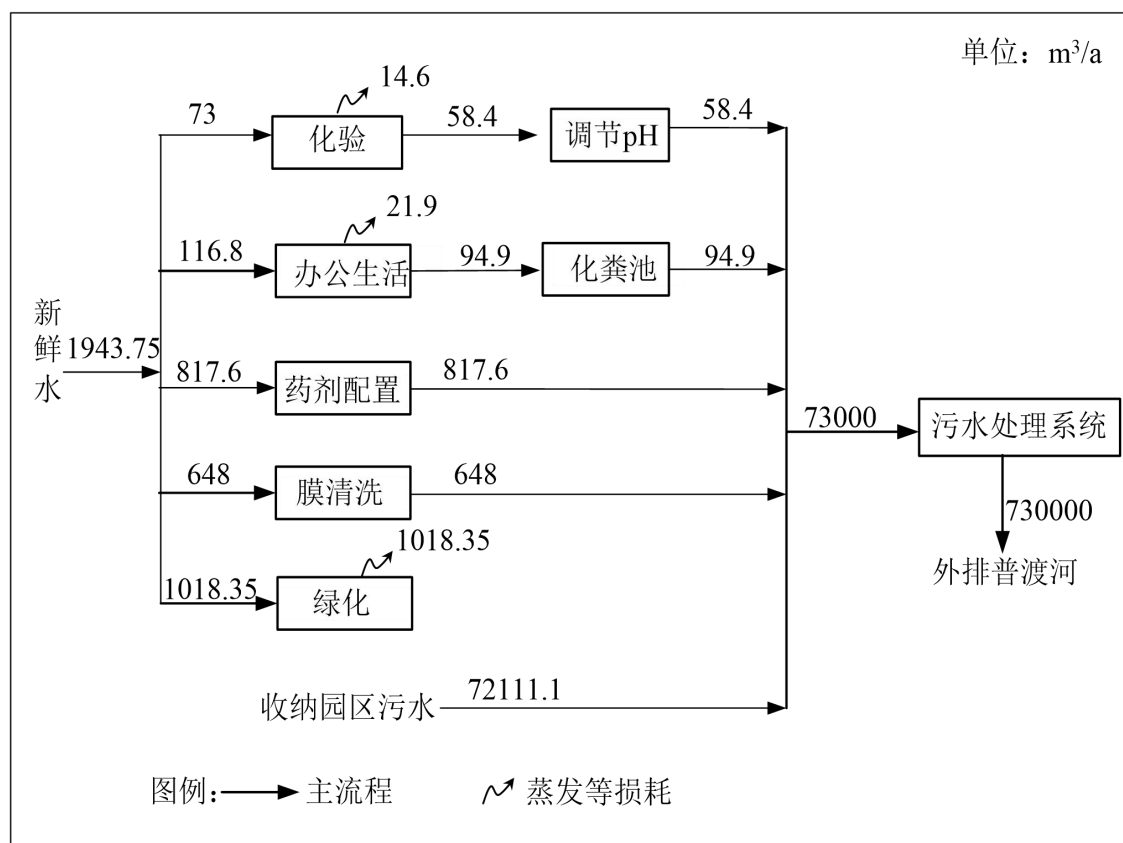 单位：m³/a
14.6
73
化验
58.4
调节pH
58.4
21.9
116.8
办公生活
94.9
化粪池
94.9
新鲜水
1943.75
817.6
药剂配置
817.6
73000
污水处理系统
648
膜清洗
648
730000
外排普渡河
1018.35
1018.35
绿化
收纳园区污水
72111.1
图例：
主流程
蒸发等损耗